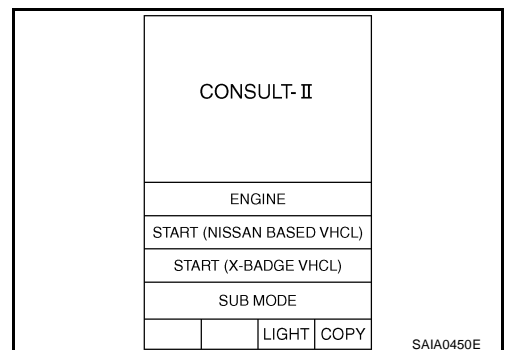 CONSULT-II
ENGINE
START (NISSAN BASED VHCL)
START (X-BADGE VHCL)
SUB MODE
LIGHT COPY
SAIA0450E